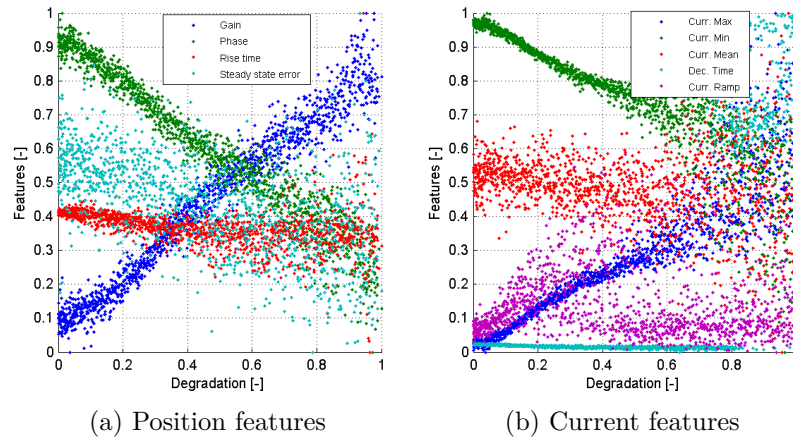 Gain
Phase
Rise time
Steady state error
1
0.9
0.8
0.7
0.6
0.5
0.4
0.3
0.2
0.1
0
Features [-]
0 0.2 0.4 0.6 0.8 1
Degradation [-]
(a) Position features
Curr. Max
Curr. Min
Curr. Mean
Dec. Time
Curr. Ramp
1
0.9
0.8
0.7
0.6
0.5
0.4
0.3
0.2
0.1
0
Features [-]
0 0.2 0.4 0.6 0.8
Degradation [-]
(b) Current features